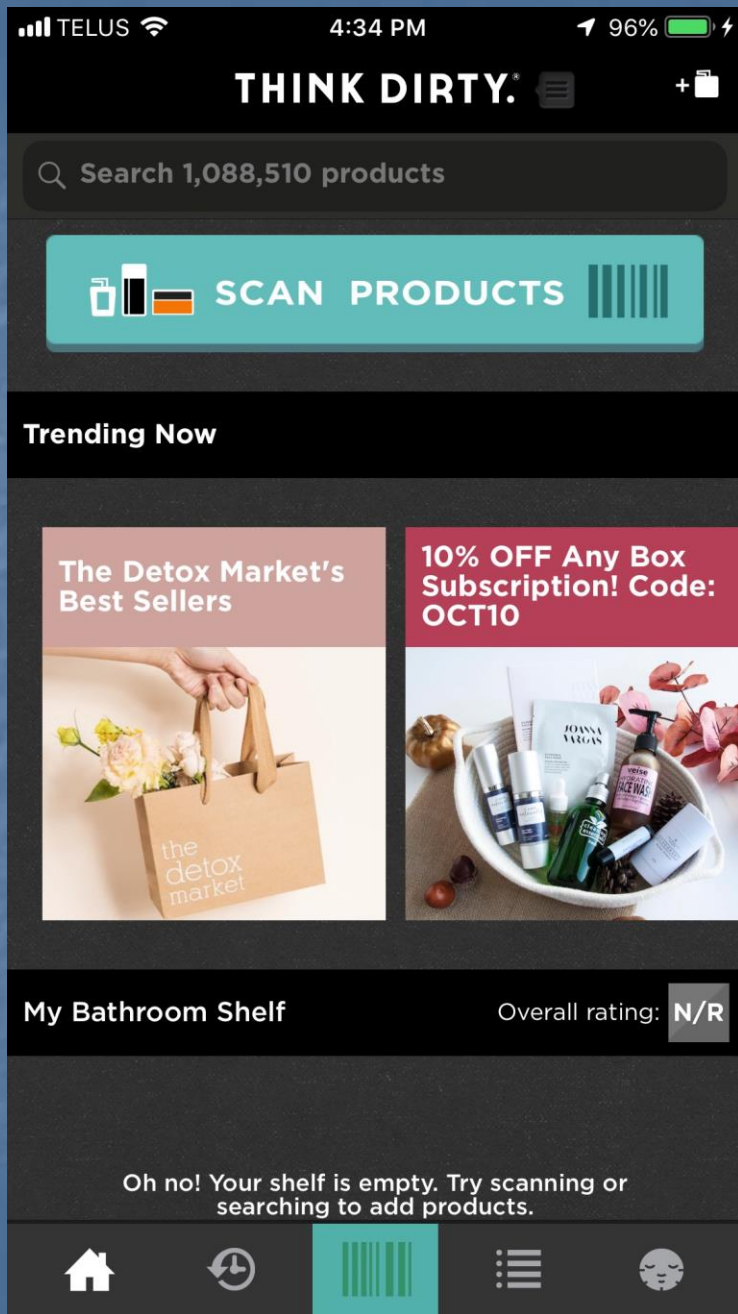 TELUS 4:34 PM 96%
THINK DIRTY.®
Search 1,088,510 products
SCAN PRODUCTS
Trending Now
The Detox Market's
Best Sellers
10% OFF Any Box
Subscription! Code:
OCT10
the
detox
market
JOANNA
VARGAS
FACE WASH
My Bathroom Shelf
Overall rating: N/R
Oh no! Your shelf is empty. Try scanning or
searching to add products.